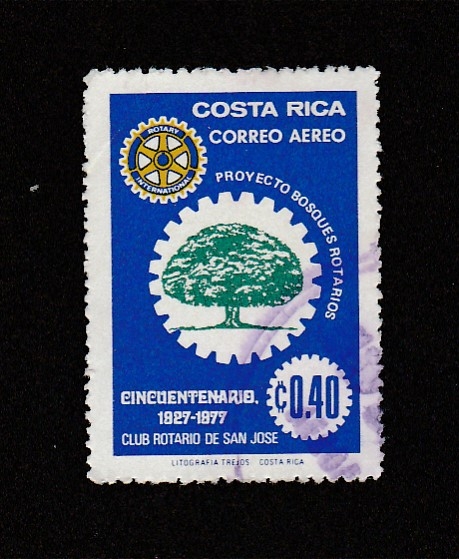 COSTA RICA
CORREO AEREO
ROTARY
INTERNATIONAL
PROYECTO BOSQUES ROTARIOS
CINCUENTENARIO.
1927-1977
₡0.40
CLUB ROTARIO DE SAN JOSE
LITOGRAFIA TREJOS COSTA RICA